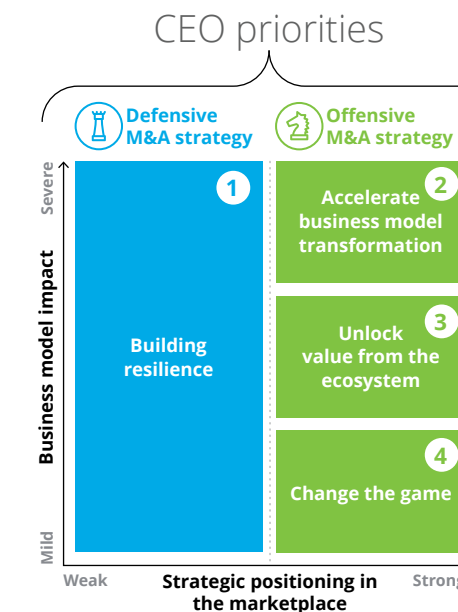 CEO priorities
Defensive
M&A strategy
Offensive
M&A strategy
Severe
Business model impact
Mild
1
Building
resilience
2
Accelerate
business model
transformation
3
Unlock
value from the
ecosystem
4
Change the game
Weak
Strategic positioning in
the marketplace
Strong